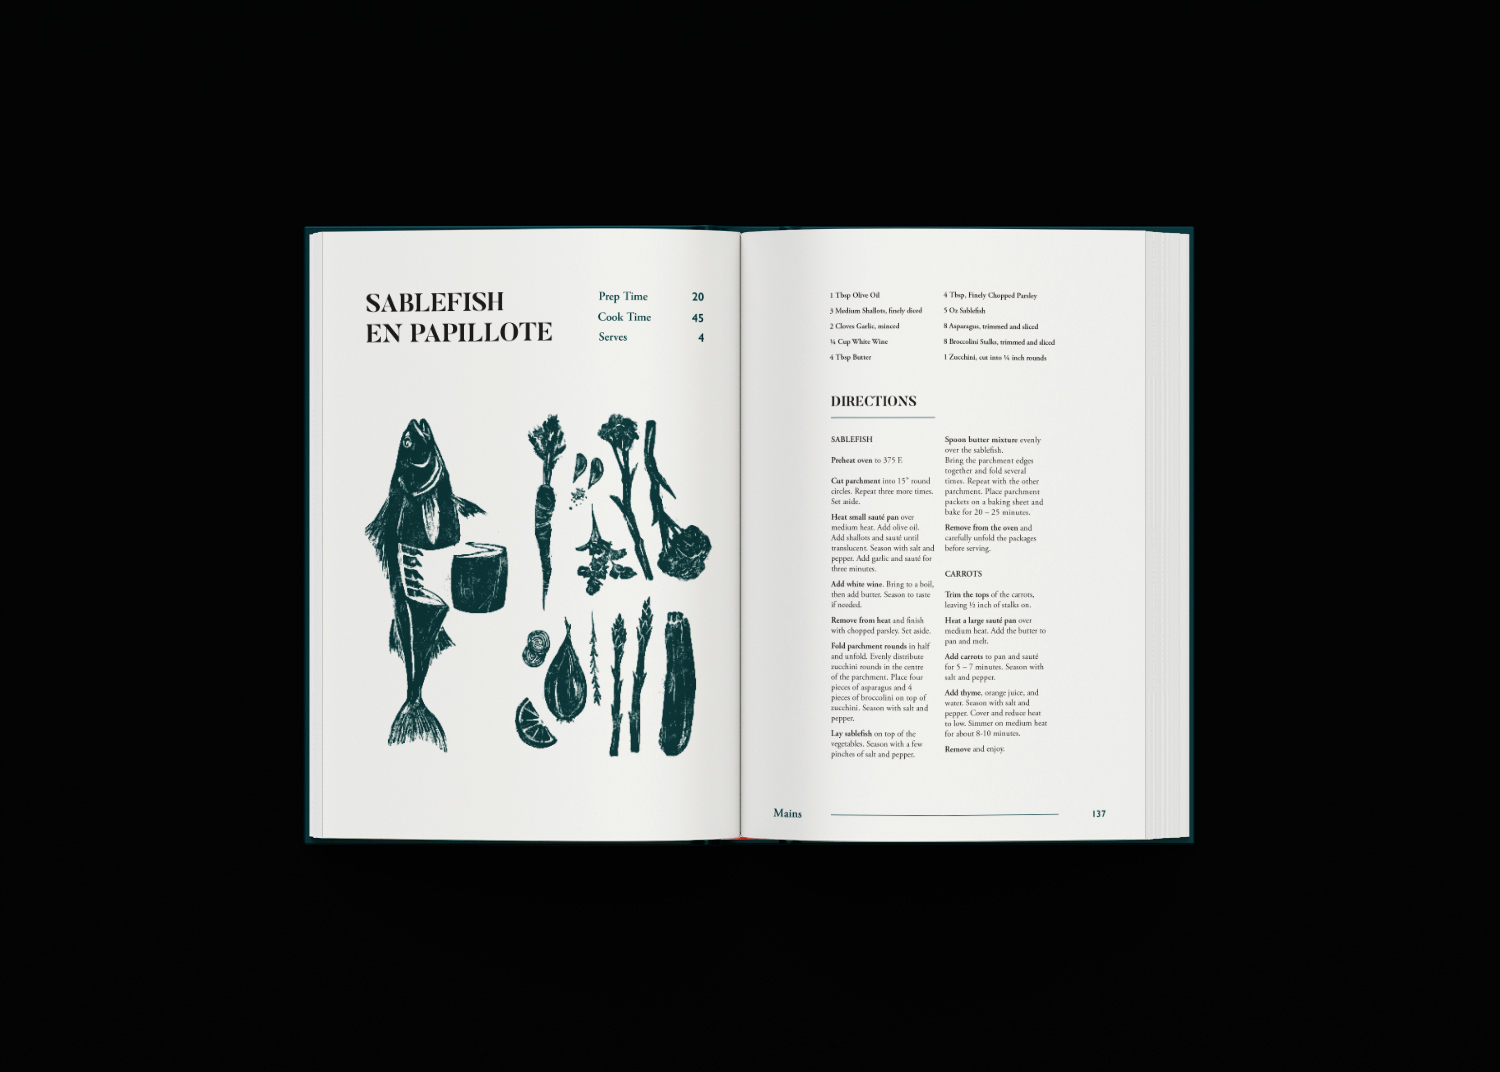 SABLEFISH
EN PAPILLOTE
Prep Time 20
Cook Time 45
Serves 4
1 Tbsp Olive Oil
3 Medium Shallots, finely diced
2 Cloves Garlic, minced
¼ Cup White Wine
4 Tbsp Butter
4 Tbsp, Finely Chopped Parsley
5 Oz Sablefish
8 Asparagus, trimmed and sliced
8 Broccolini Stalks, trimmed and sliced
1 Zucchini, cut into ¼ inch rounds
DIRECTIONS
SABLEFISH
Preheat oven to 375 F.
Cut parchment into 15" round
circles. Repeat three more times.
Set aside.
Heat small sauté pan over
medium heat. Add olive oil.
Add shallots and sauté until
translucent. Season with salt and
pepper. Add garlic and sauté for
three minutes.
Add white wine. Bring to a boil,
then add butter. Season to taste
if needed.
Remove from heat and finish
with chopped parsley. Set aside.
Fold parchment rounds in half
and unfold. Evenly distribute
zucchini rounds in the centre
of the parchment. Place four
pieces of asparagus and 4
pieces of broccolini on top of
zucchini. Season with salt and
pepper.
Lay sablefish on top of the
vegetables. Season with a few
pinches of salt and pepper.
Spoon butter mixture evenly
over the sablefish.
Bring the parchment edges
together and fold several
times. Repeat with the other
parchment. Place parchment
packets on a baking sheet and
bake for 20 – 25 minutes.
Remove from the oven and
carefully unfold the packages
before serving.
CARROTS
Trim the tops of the carrots,
leaving ½ inch of stalks on.
Heat a large sauté pan over
medium heat. Add the butter to
pan and melt.
Add carrots to pan and sauté
for 5 – 7 minutes. Season with
salt and pepper.
Add thyme, orange juice, and
water. Season with salt and
pepper. Cover and reduce heat
to low. Simmer on medium heat
for about 8-10 minutes.
Remove and enjoy.
Mains 137